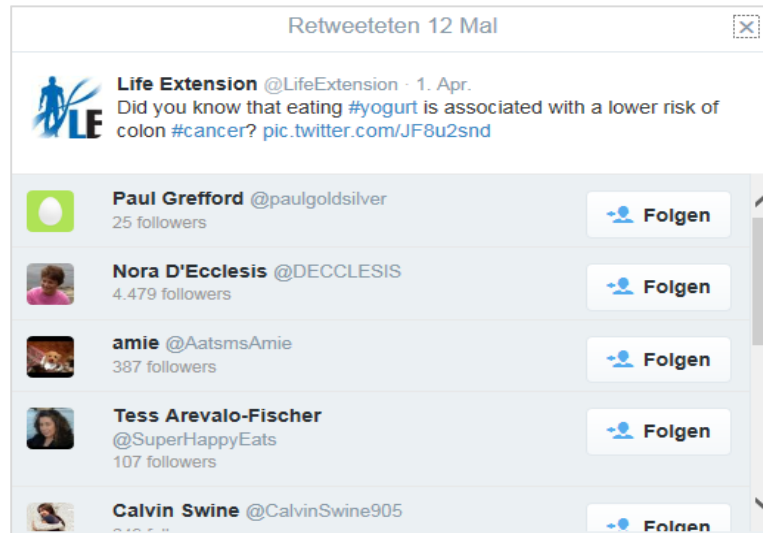 Retweeteten 12 Mal
Life Extension @LifeExtension · 1. Apr.
Did you know that eating #yogurt is associated with a lower risk of
colon #cancer? pic.twitter.com/JF8u2snd
LE
Paul Grefford @paulgoldsilver
25 followers
Folgen
Nora D'Ecclesis @DECCLESIS
4.479 followers
Folgen
amie @AatsmsAmie
387 followers
Folgen
Tess Arevalo-Fischer
@SuperHappyEats
107 followers
Folgen
Calvin Swine @CalvinSwine905
Folgen